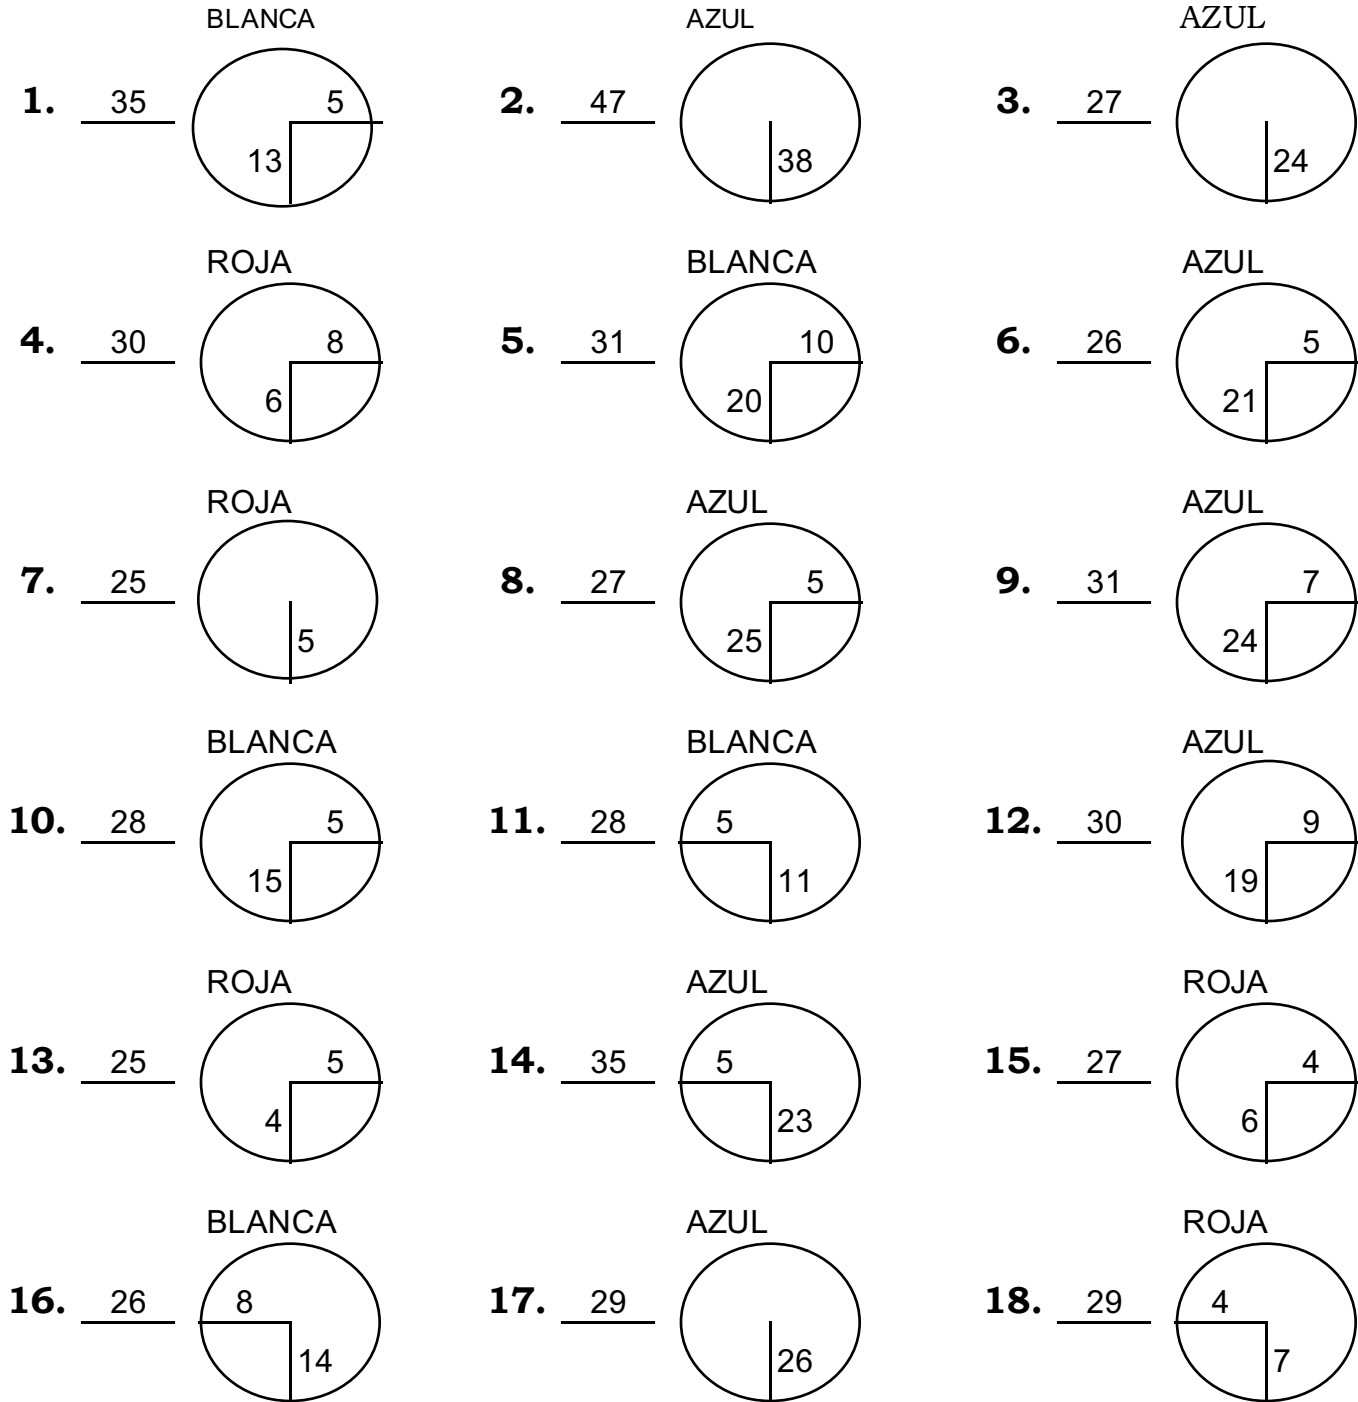 BLANCA AZUL AZUL
1. 35 5 2. 47 3. 27
13 38 24
ROJA BLANCA AZUL
4. 30 8 5. 31 10 6. 26 5
6 20 21
ROJA AZUL AZUL
7. 25 8. 27 5 9. 31 7
5 25 24
BLANCA BLANCA AZUL
10. 28 5 11. 28 5 12. 30 9
15 11 19
ROJA AZUL ROJA
13. 25 5 14. 35 5 15. 27 4
4 23 6
BLANCA AZUL ROJA
16. 26 8 17. 29 18. 29 4
14 26 7